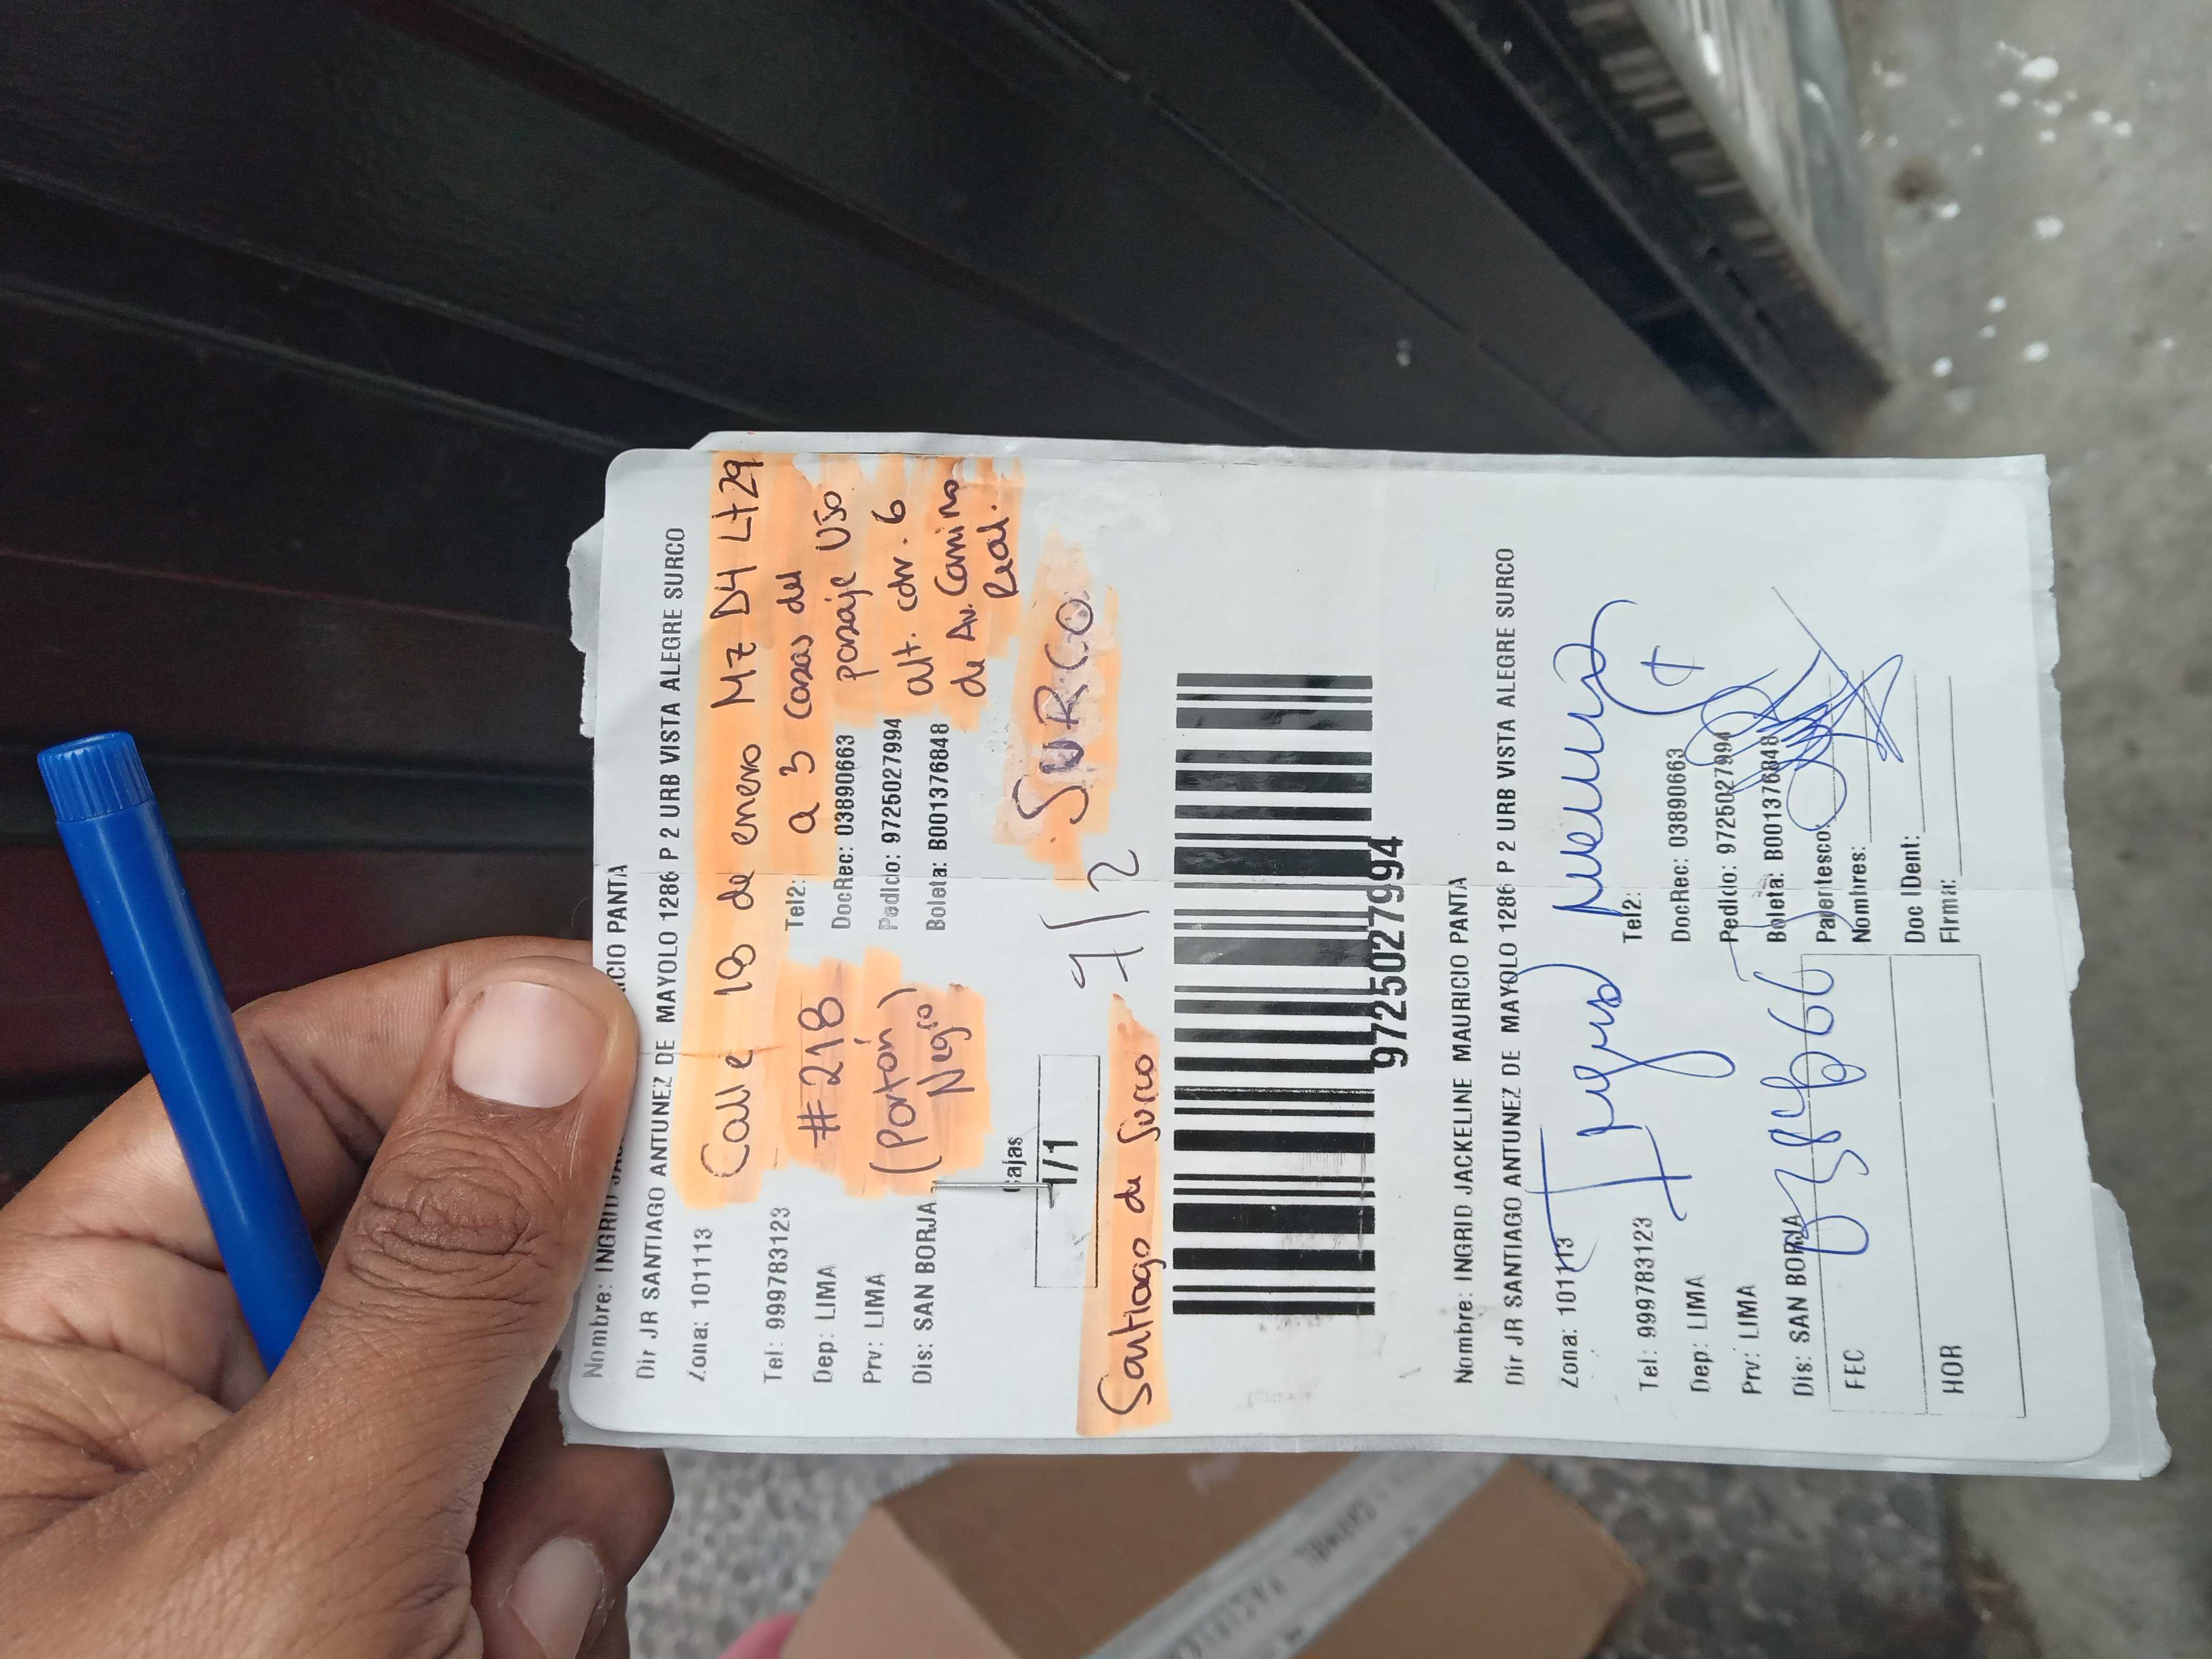 Nombre: INGRID JAC ICIO PANTA
Dir JR SANTIAGO ANTUNEZ DE MAYOLO 1286 P 2 URB VISTA ALEGRE SURCO
Zona: 101113
Calle 18 de enero Mz D4 Lt 29
Tel: 999783123
#218
Tel2:
a 3 casas del
Dep: LIMA
(Portón
DocRec: 03890663
pasaje USO
Prv: LIMA
Negro)
Pedido: 9725027994
alt. cdr. 6
Dis: SAN BORJA
Boleta: B001376848
de Av. Camino
Real.
Cajas
1/1
SURCO
Santiago de Surco
9725027994
Nombre: INGRID JACKELINE MAURICIO PANTA
Dir JR SANTIAGO ANTUNEZ DE MAYOLO 1286 P 2 URB VISTA ALEGRE SURCO
Zona: 101113
Tel: 999783123
Tel2:
Dep: LIMA
DocRec: 03890663
Prv: LIMA
Pedido: 9725027994
Dis: SAN BORJA
Boleta: B001376848
FEC
Parentesco:
Nombres:
HOR
Doc IDent:
Firma: